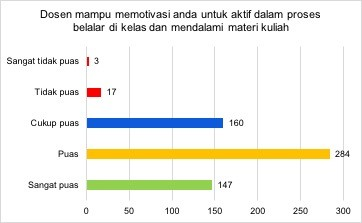 Dosen mampu memotivasi anda untuk aktif dalam proses
belalar di kelas dan mendalami materi kuliah
Sangat tidak puas 3
Tidak puas 17
Cukup puas 160
Puas 284
Sangat puas 147
0 50 100 150 200 250 300